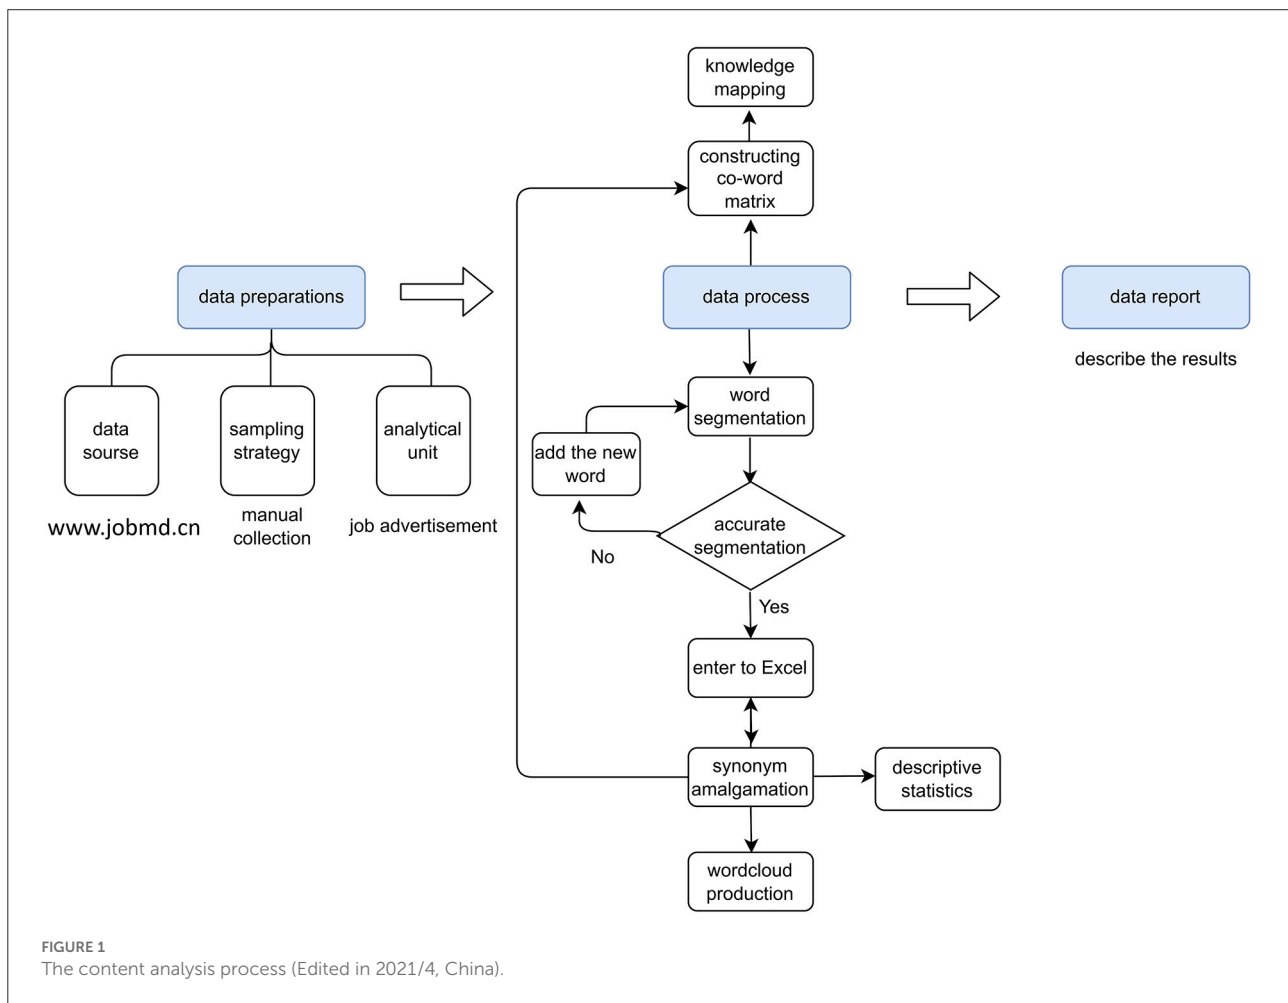 knowledge
mapping
constructing
co-word
matrix
data preparations
data process
data report
describe the results
data
sourse
sampling
strategy
analytical
unit
www.jobmd.cn
manual
collection
job advertisement
word
segmentation
add the new
word
accurate
segmentation
No
Yes
enter to Excel
synonym
amalgamation
descriptive
statistics
wordcloud
production
FIGURE 1
The content analysis process (Edited in 2021/4, China).